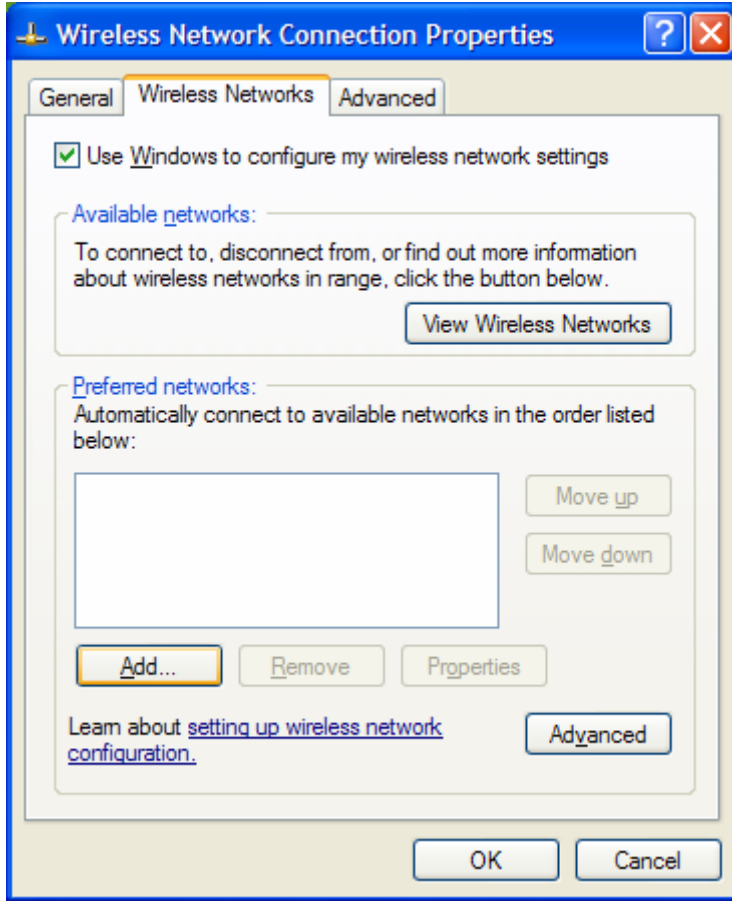 Wireless Network Connection Properties
?
General
Wireless Networks
Advanced
Use Windows to configure my wireless network settings
Available networks:
To connect to, disconnect from, or find out more information
about wireless networks in range, click the button below.
View Wireless Networks
Preferred networks:
Automatically connect to available networks in the order listed
below:
Move up
Move down
Add...
Remove
Properties
Learn about setting up wireless network
configuration.
Advanced
OK
Cancel